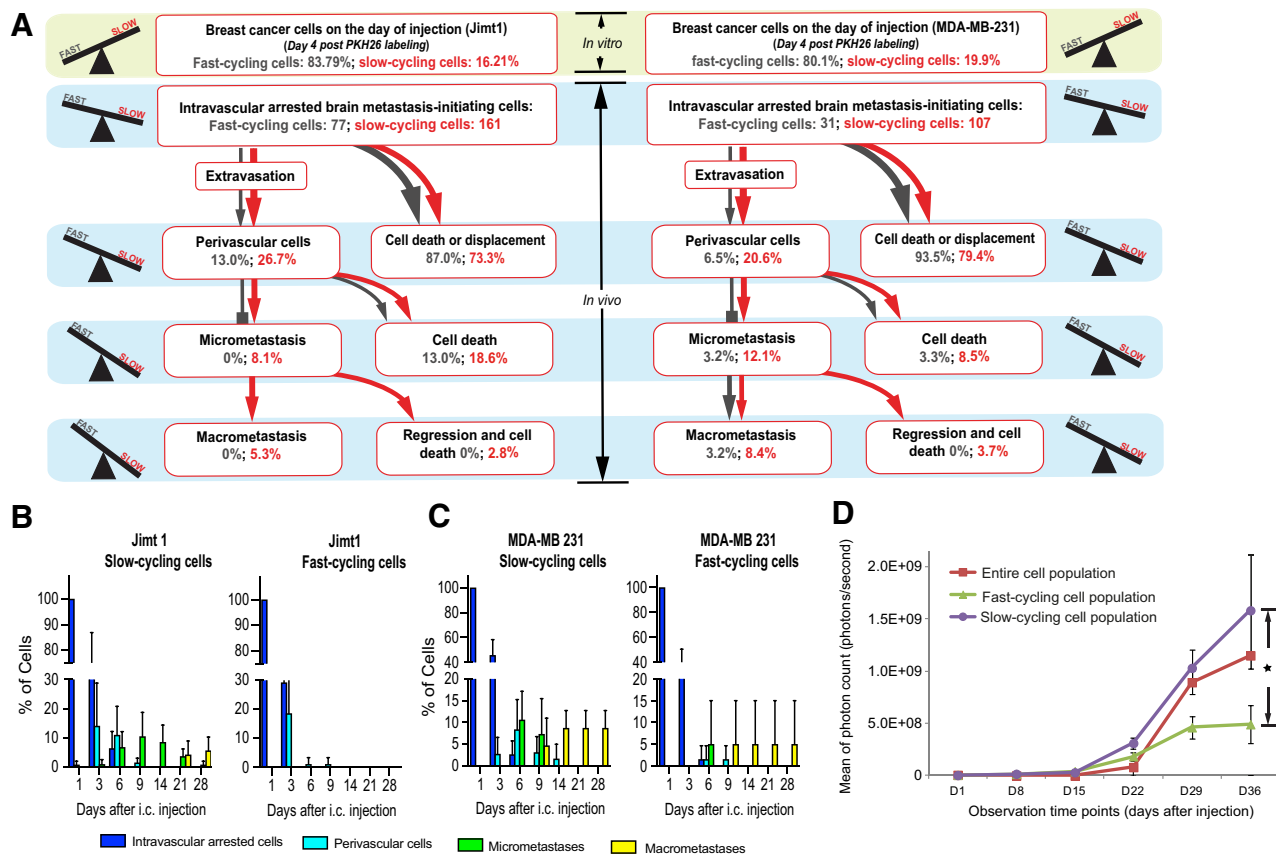 A
FAST
SLOW
Breast cancer cells on the day of injection (Jimt1)
(Day 4 post PKH26 labeling)
Fast-cycling cells: 83.79%; slow-cycling cells: 16.21%
In vitro
Breast cancer cells on the day of injection (MDA-MB-231)
(Day 4 post PKH26 labeling)
fast-cycling cells: 80.1%; slow-cycling cells: 19.9%
FAST
SLOW
FAST
SLOW
Intravascular arrested brain metastasis-initiating cells:
Fast-cycling cells: 77; slow-cycling cells: 161
Intravascular arrested brain metastasis-initiating cells:
Fast-cycling cells: 31; slow-cycling cells: 107
FAST
SLOW
Extravasation
Extravasation
FAST
SLOW
Perivascular cells
13.0%; 26.7%
Cell death or displacement
87.0%; 73.3%
Perivascular cells
6.5%; 20.6%
Cell death or displacement
93.5%; 79.4%
FAST
SLOW
In vivo
FAST
SLOW
Micrometastasis
0%; 8.1%
Cell death
13.0%; 18.6%
Micrometastasis
3.2%; 12.1%
Cell death
3.3%; 8.5%
FAST
SLOW
FAST
SLOW
Macrometastasis
0%; 5.3%
Regression and cell
death 0%; 2.8%
Macrometastasis
3.2%; 8.4%
Regression and cell
death 0%; 3.7%
FAST
SLOW
B
Jimt 1
Slow-cycling cells
Jimt1
Fast-cycling cells
% of Cells
100
90
80
30
20
10
0
1 3 6 9 14 21 28
Days after i.c. injection
100
90
80
30
20
10
0
1 3 6 9 14 21 28
Days after i.c. injection
C
MDA-MB 231
Slow-cycling cells
MDA-MB 231
Fast-cycling cells
% of Cells
100
80
60
40
20
15
10
5
0
1 3 6 9 14 21 28
Days after i.c. injection
100
80
60
40
20
15
10
5
0
1 3 6 9 14 21 28
Days after i.c. injection
Intravascular arrested cells
Perivascular cells
Micrometastases
Macrometastases
D
Mean of photon count (photons/second)
2.0E+09
1.5E+09
1.0E+09
5.0E+08
0
Entire cell population
Fast-cycling cell population
Slow-cycling cell population
D1 D8 D15 D22 D29 D36
Observation time points (days after injection)